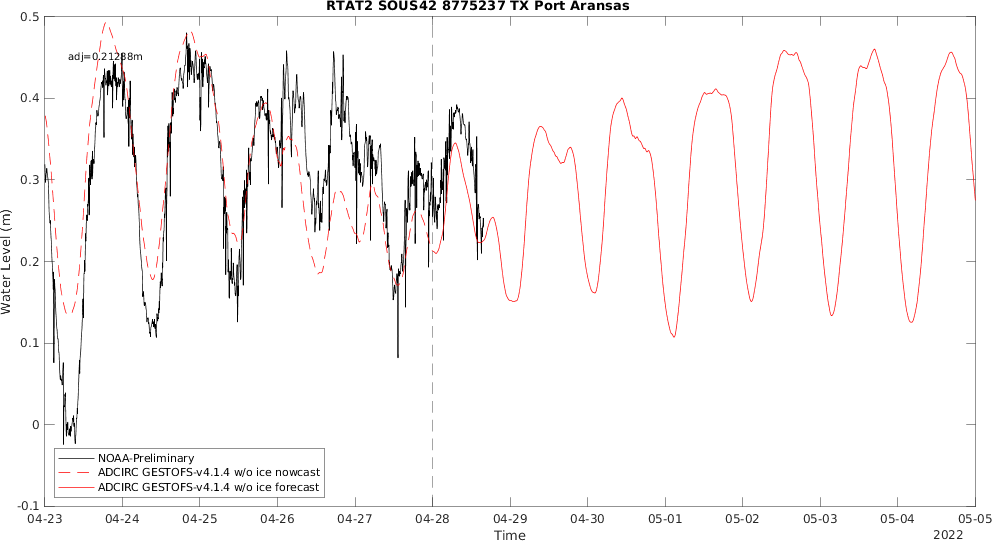 RTAT2 SOUS42 8775237 TX Port Aransas
adj=0.21288m
0.5
0.4
0.3
0.2
0.1
0
-0.1
Water Level (m)
NOAA-Preliminary
ADCIRC GESTOFS-v4.1.4 w/o ice nowcast
ADCIRC GESTOFS-v4.1.4 w/o ice forecast
04-23 04-24 04-25 04-26 04-27 04-28 04-29 04-30 05-01 05-02 05-03 05-04 05-05
Time
2022